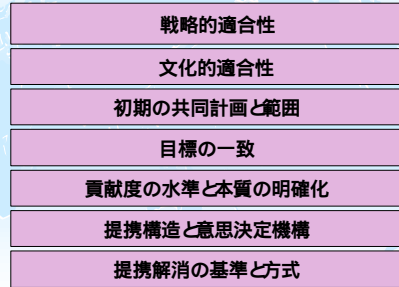 戦略的適合性
文化的適合性
初期の共同計画と範囲
目標の一致
貢献度の水準と本質の明確化
提携構造と意思決定機構
提携解消の基準と方式